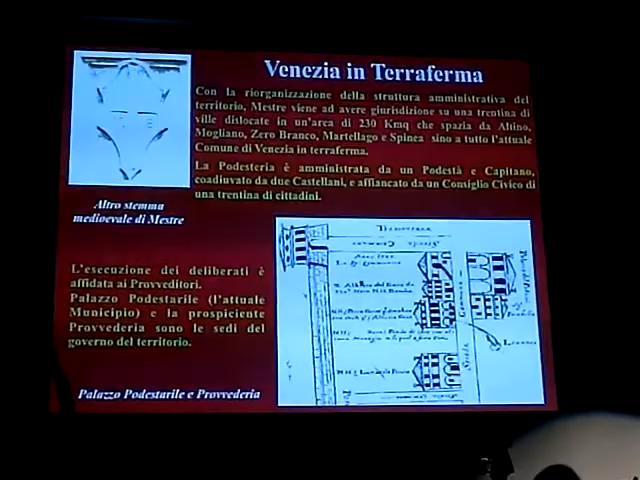 Venezia in Terraferma
Con la riorganizzazione della struttura amministrativa del
territorio, Mestre viene ad avere giurisdizione su una trentina di
ville dislocate in un'area di 230 Kmq che spazia da Altino,
Mogliano, Zero Branco, Martellago e Spinea sino a tutto l'attuale
Comune di Venezia in terraferma.
La Podesteria è amministrata da un Podestà e Capitano,
coadiuvato da due Castellani, e affiancato da un Consiglio Civico di
una trentina di cittadini.
Altro stemma
medioevale di Mestre
L'esecuzione dei deliberati è
affidata ai Provveditori.
Palazzo Podestarile (l'attuale
Municipio) e la prospiciente
Provvederia sono le sedi del
governo del territorio.
Palazzo Podestarile e Provvederia
Strada Comune
Strada Comune